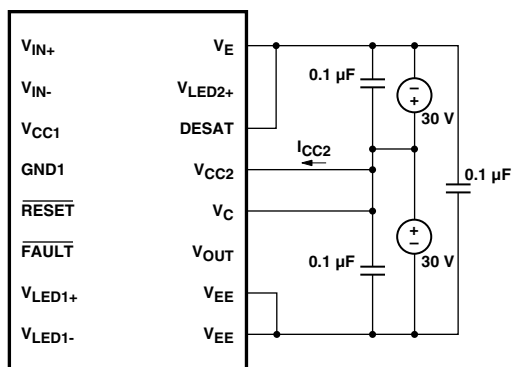 V_IN+
V_IN-
V_CC1
GND1
RESET
FAULT
V_LED1+
V_LED1-
V_E
V_LED2+
DESAT
V_CC2
V_C
V_OUT
V_EE
V_EE
I_CC2
0.1 µF
30 V
0.1 µF
0.1 µF
30 V